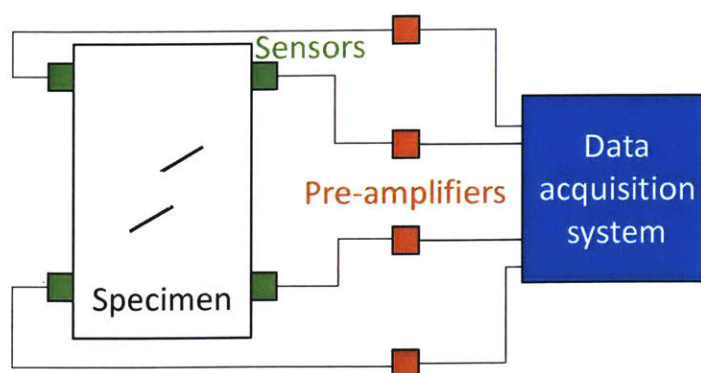 Sensors
Data
acquisition
system
Pre-amplifiers
Specimen